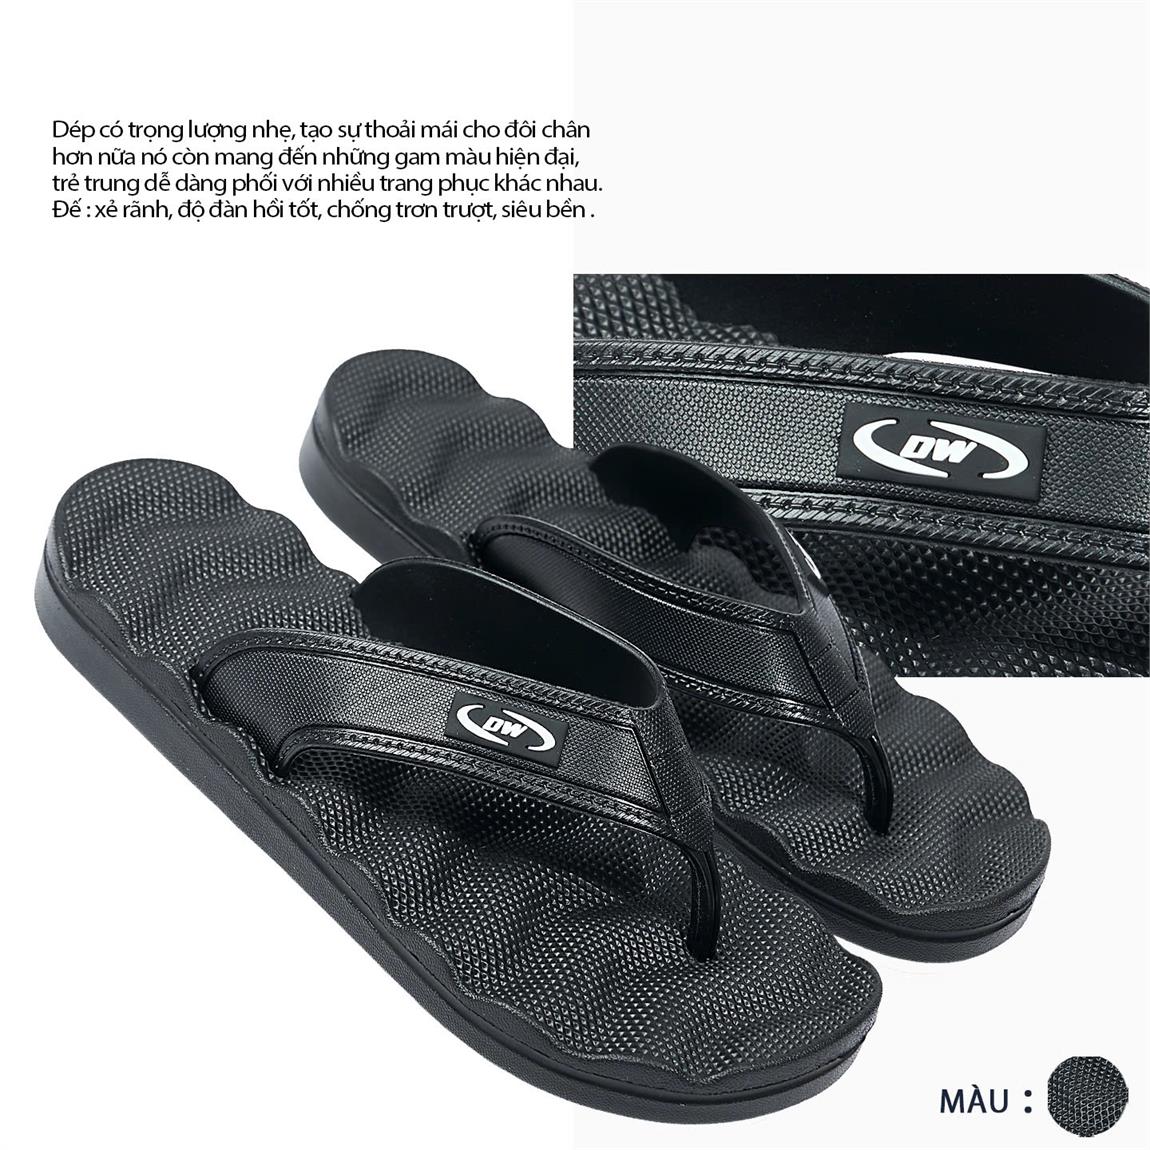 Dép có trọng lượng nhẹ, tạo sự thoải mái cho đôi chân
hơn nữa nó còn mang đến những gam màu hiện đại,
trẻ trung dễ dàng phối với nhiều trang phục khác nhau.
Đế : xẻ rãnh, độ đàn hồi tốt, chống trơn trượt, siêu bền .
DW
DW
MÀU :